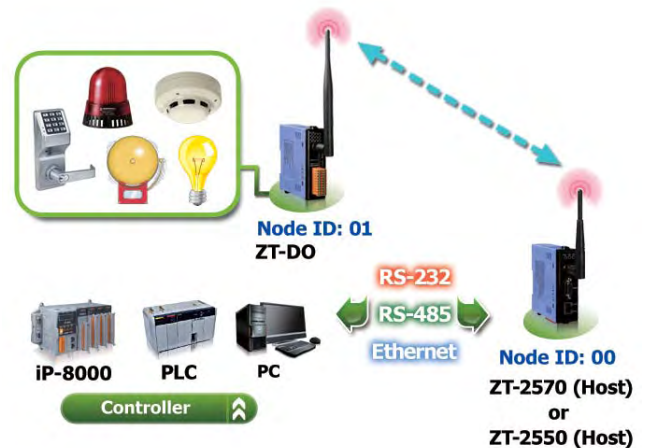 Node ID: 01
ZT-DO
RS-232
RS-485
Ethernet
iP-8000
PLC
PC
Controller
Node ID: 00
ZT-2570 (Host)
or
ZT-2550 (Host)